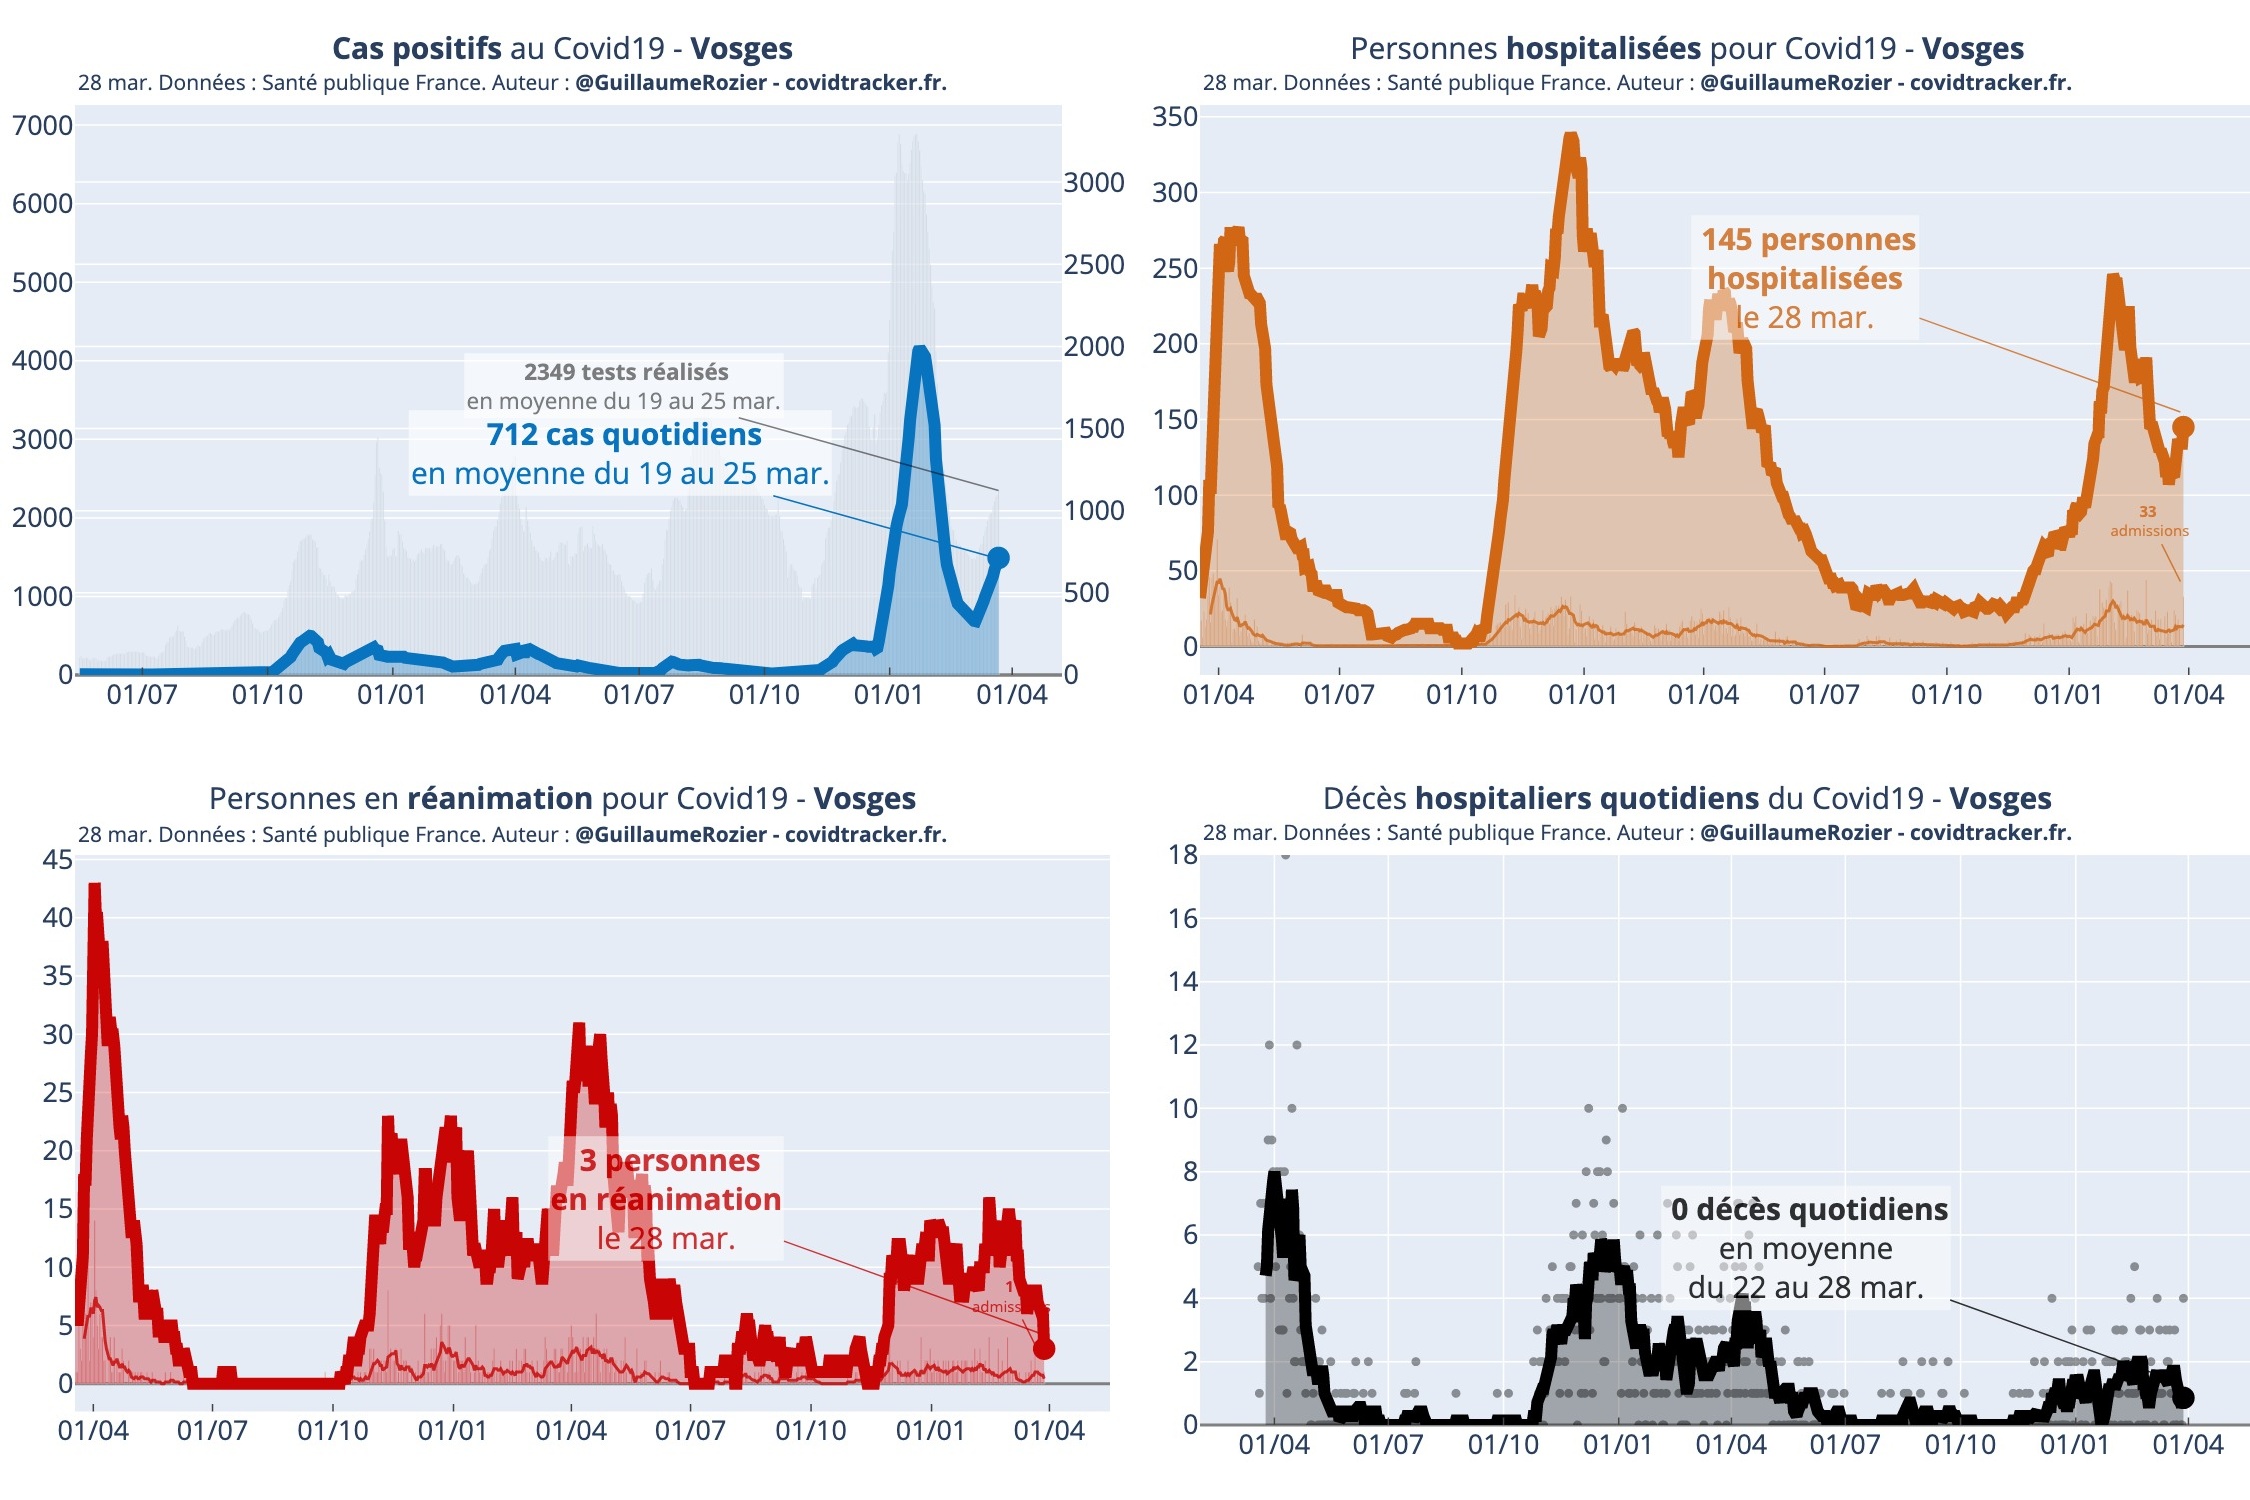 Cas positifs au Covid19 - Vosges
28 mar. Données : Santé publique France. Auteur : @GuillaumeRozier - covidtracker.fr.
7000
6000
5000
4000
3000
2000
1000
0
3000
2500
2000
1500
1000
500
0
2349 tests réalisés
en moyenne du 19 au 25 mar.
712 cas quotidiens
en moyenne du 19 au 25 mar.
01/07 01/10 01/01 01/04 01/07 01/10 01/01 01/04
Personnes hospitalisées pour Covid19 - Vosges
28 mar. Données : Santé publique France. Auteur : @GuillaumeRozier - covidtracker.fr.
350
300
250
200
150
100
50
0
145 personnes
hospitalisées
le 28 mar.
33
admissions
01/04 01/07 01/10 01/01 01/04 01/07 01/10 01/01 01/04
Personnes en réanimation pour Covid19 - Vosges
28 mar. Données : Santé publique France. Auteur : @GuillaumeRozier - covidtracker.fr.
45
40
35
30
25
20
15
10
5
0
3 personnes
en réanimation
le 28 mar.
1
admissions
01/04 01/07 01/10 01/01 01/04 01/07 01/10 01/01 01/04
Décès hospitaliers quotidiens du Covid19 - Vosges
28 mar. Données : Santé publique France. Auteur : @GuillaumeRozier - covidtracker.fr.
18
16
14
12
10
8
6
4
2
0
0 décès quotidiens
en moyenne
du 22 au 28 mar.
01/04 01/07 01/10 01/01 01/04 01/07 01/10 01/01 01/04